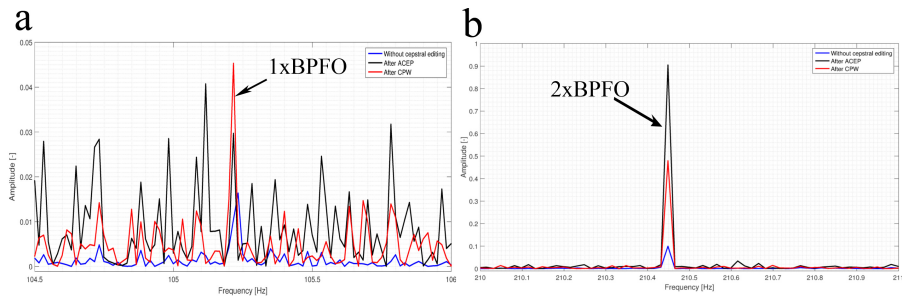 a
0.05
0.04
0.03
0.02
0.01
0
Amplitude [-]
104.5
105
105.5
106
Frequency [Hz]
Without cepstral editing
After ACEP
After CPW
1xBPFO
b
1
0.9
0.8
0.7
0.6
0.5
0.4
0.3
0.2
0.1
0
Amplitude [-]
210
210.1
210.2
210.3
210.4
210.5
210.6
210.7
210.8
210.9
Frequency [Hz]
Without cepstral editing
After ACEP
After CPW
2xBPFO